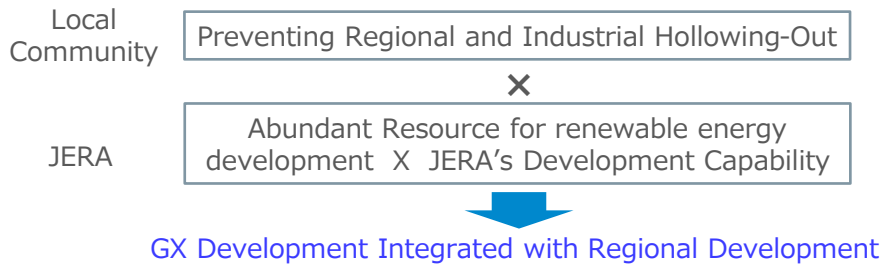 Local
Community
Preventing Regional and Industrial Hollowing-Out
×
JERA
Abundant Resource for renewable energy
development X JERA's Development Capability
GX Development Integrated with Regional Development